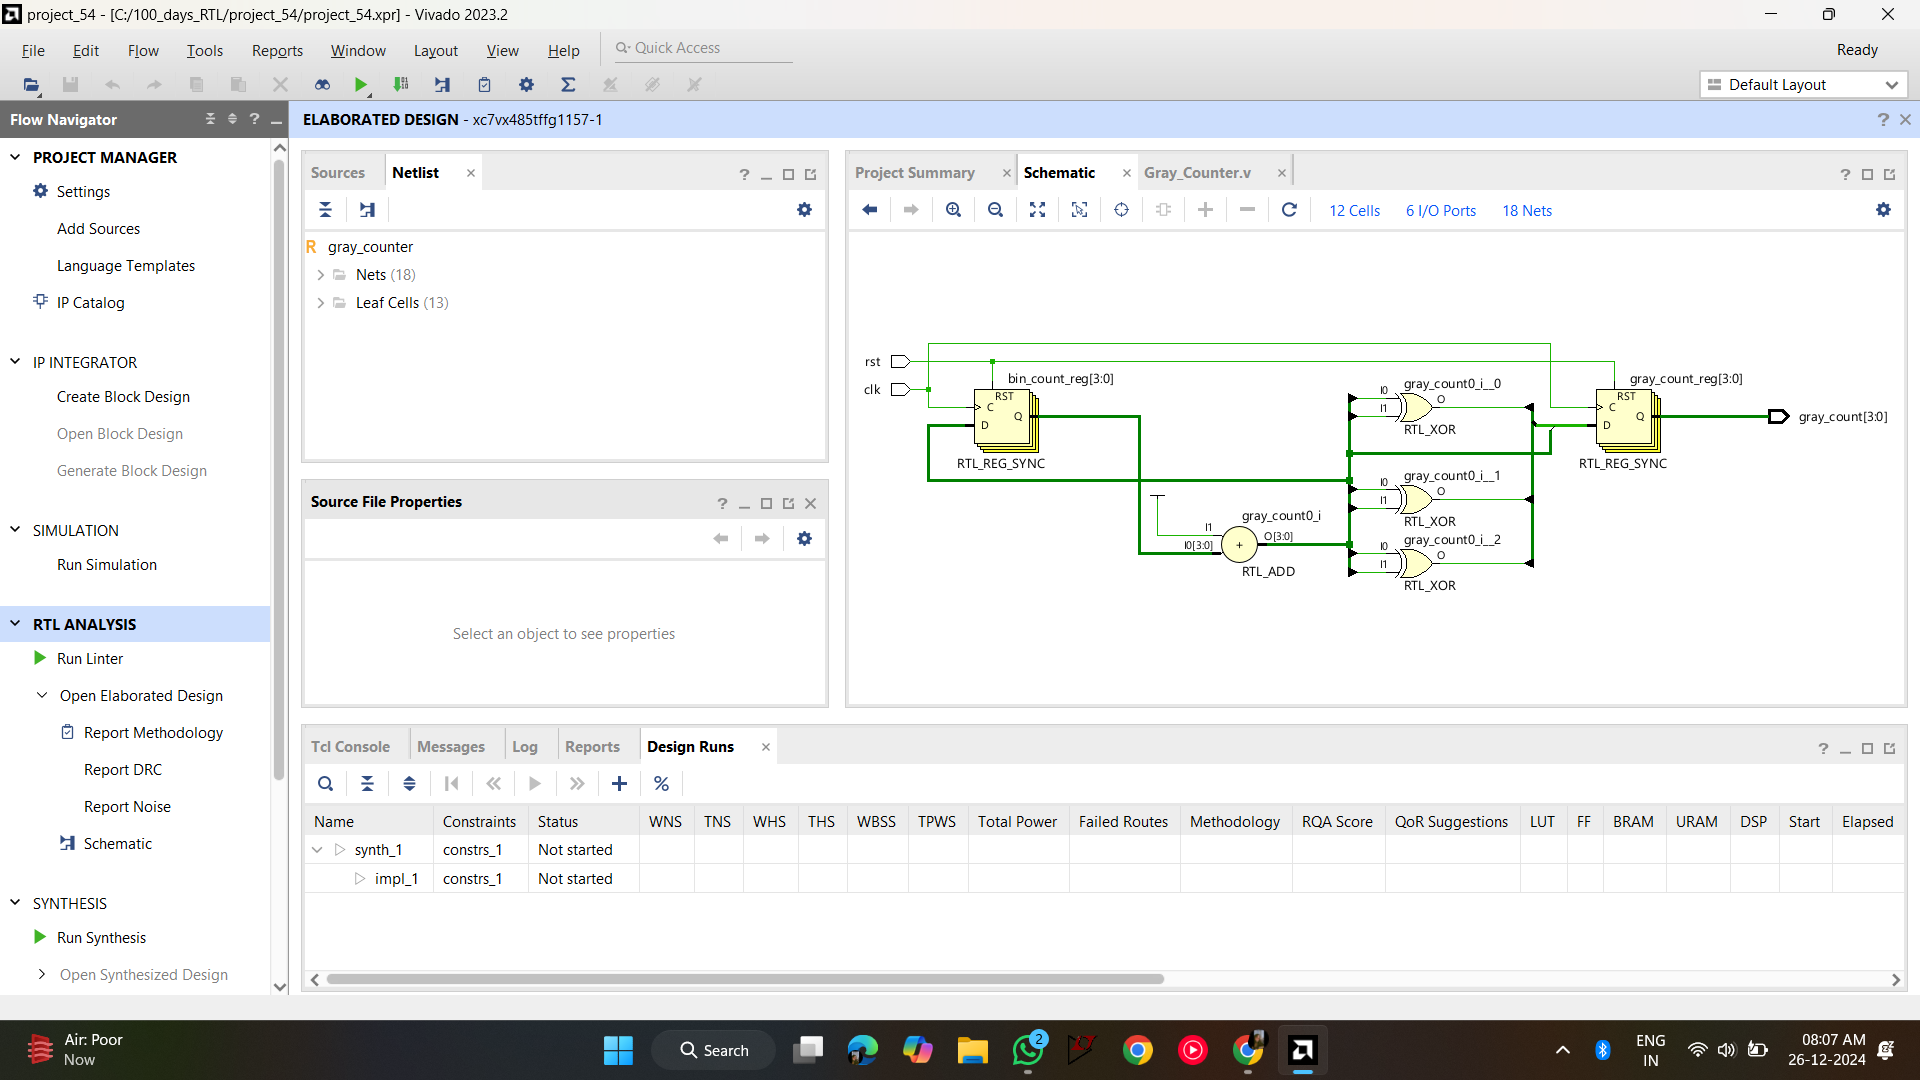 project_54 - [C:/100_days_RTL/project_54/project_54.xpr] - Vivado 2023.2
File Edit Flow Tools Reports Window Layout View Help
Quick Access
Ready
Default Layout
Flow Navigator
PROJECT MANAGER
Settings
Add Sources
Language Templates
IP Catalog
IP INTEGRATOR
Create Block Design
Open Block Design
Generate Block Design
SIMULATION
Run Simulation
RTL ANALYSIS
Run Linter
Open Elaborated Design
Report Methodology
Report DRC
Report Noise
Schematic
SYNTHESIS
Run Synthesis
Open Synthesized Design
ELABORATED DESIGN - xc7vx485tffg1157-1
Sources Netlist
R gray_counter
Nets (18)
Leaf Cells (13)
Source File Properties
Select an object to see properties
Project Summary Schematic Gray_Counter.v
12 Cells 6 I/O Ports 18 Nets
rst
clk
bin_count_reg[3:0]
RST
C
Q
D
RTL_REG_SYNC
gray_count0_i
I1
I0[3:0]
+
O[3:0]
RTL_ADD
gray_count0_i__0
I0
I1
O
RTL_XOR
gray_count0_i__1
I0
I1
O
RTL_XOR
gray_count0_i__2
I0
I1
O
RTL_XOR
gray_count_reg[3:0]
RST
C
Q
D
RTL_REG_SYNC
gray_count[3:0]
Tcl Console Messages Log Reports Design Runs
Name Constraints Status WNS TNS WHS THS WBSS TPWS Total Power Failed Routes Methodology RQA Score QoR Suggestions LUT FF BRAM URAM DSP Start Elapsed
synth_1 constrs_1 Not started
impl_1 constrs_1 Not started
Air: Poor
Now
Search
2
ENG
IN
08:07 AM
26-12-2024